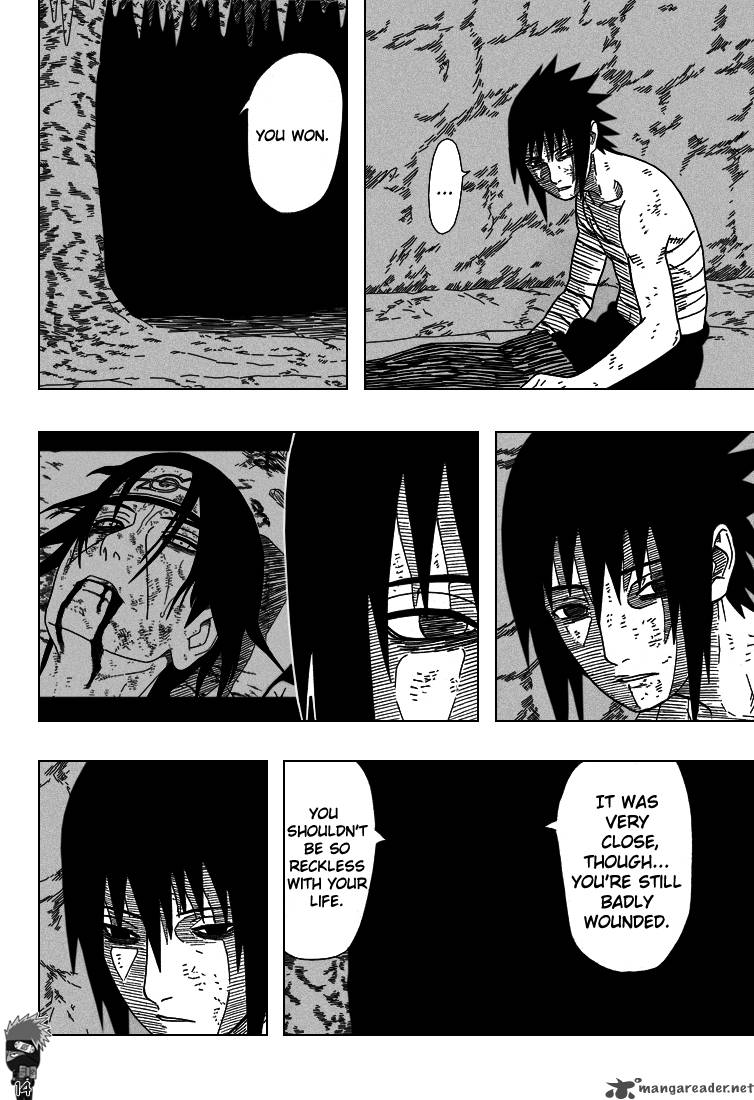 ...
YOU WON.
IT WAS
VERY
CLOSE,
THOUGH...
YOU'RE STILL
BADLY
WOUNDED.
YOU
SHOULDN'T
BE SO
RECKLESS
WITH YOUR
LIFE.
14
mangareader.net